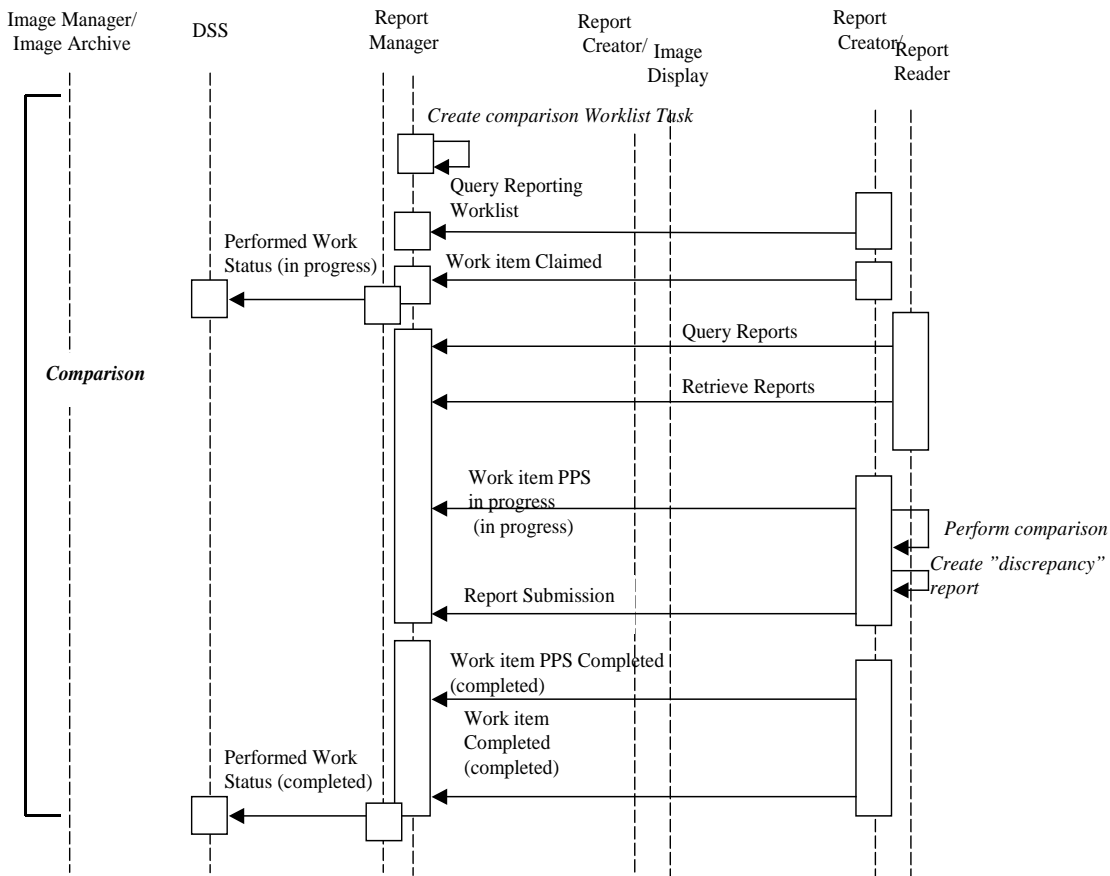 Image Manager/
Image Archive
DSS
Report
Manager
Report
Creator/
Image
Display
Report
Creator/
Report
Reader
Create comparison Worklist Task
Query Reporting
Worklist
Performed Work
Status (in progress)
Work item Claimed
Query Reports
Comparison
Retrieve Reports
Work item PPS
in progress
(in progress)
Perform comparison
Create ”discrepancy”
report
Report Submission
Work item PPS Completed
(completed)
Work item
Completed
(completed)
Performed Work
Status (completed)